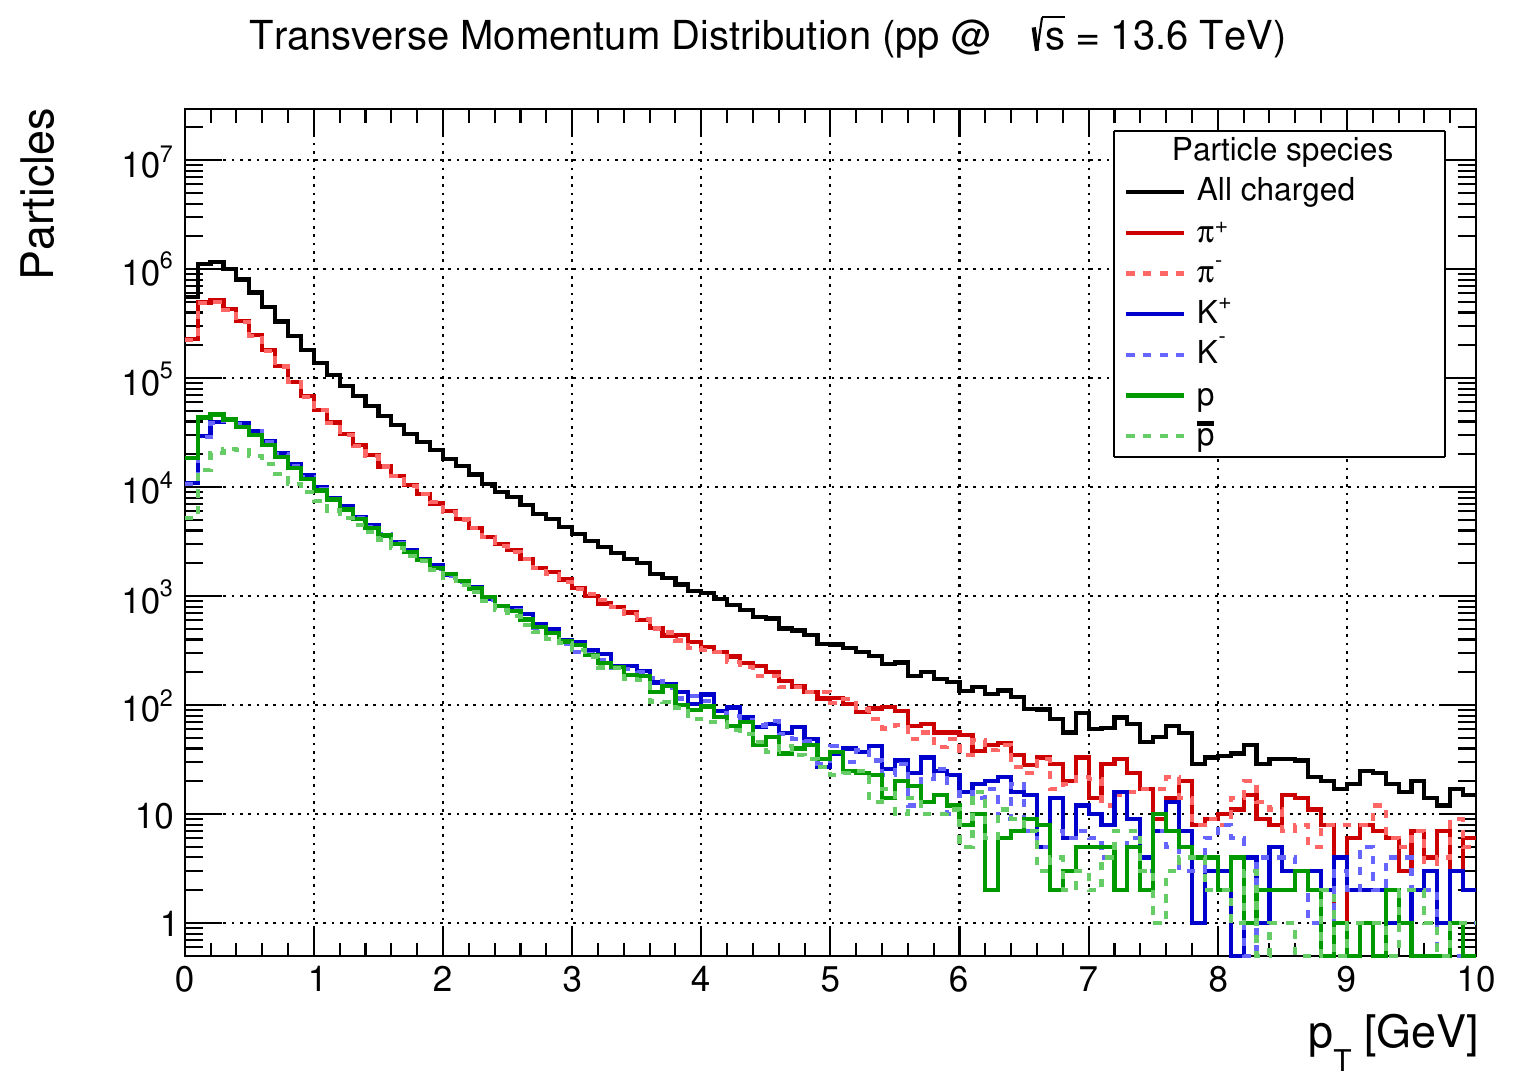 Transverse Momentum Distribution (pp @ √s = 13.6 TeV)
Particles
Particle species
All charged
π⁺
π⁻
K⁺
K⁻
p
p̅
10⁷
10⁶
10⁵
10⁴
10³
10²
10
1
0 1 2 3 4 5 6 7 8 9 10
p_T [GeV]